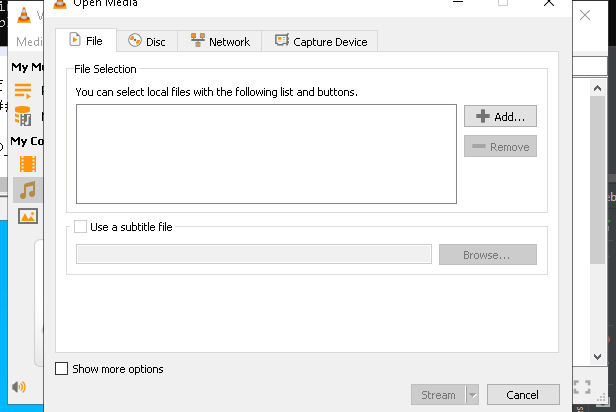 Open Media
Medi
File
Disc
Network
Capture Device
My M
File Selection
You can select local files with the following list and buttons.
Add...
Remove
My Co
Use a subtitle file
Browse...
Show more options
Stream
Cancel